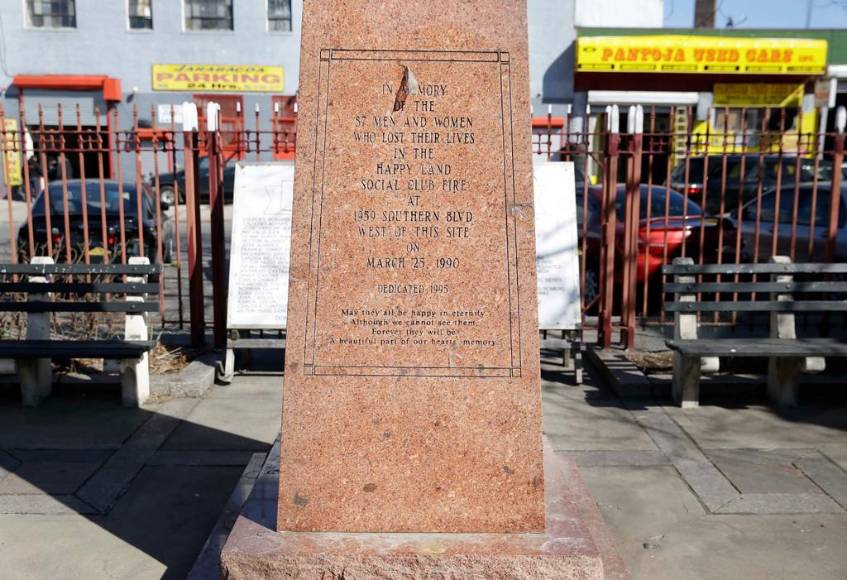 JARABACOA
PARKING
24 Hrs.
PANTOJA USED CARS INC.
IN MEMORY
OF THE
87 MEN AND WOMEN
WHO LOST THEIR LIVES
IN THE
HAPPY LAND
SOCIAL CLUB FIRE
AT
1959 SOUTHERN BLVD
WEST OF THIS SITE
ON
MARCH 25, 1990
DEDICATED 1995
May they all be happy in eternity
Although we cannot see them,
Forever they will be
A beautiful part of our hearts' memory.